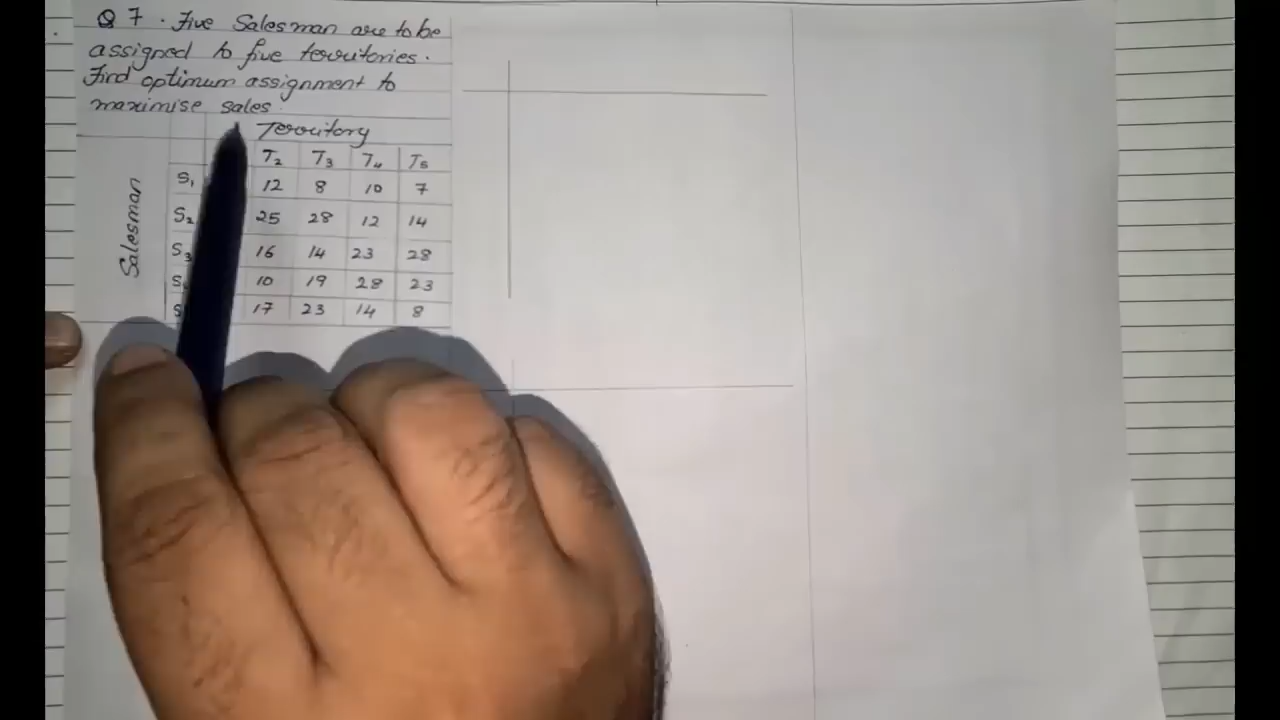 Q 7. Five Salesman are to be
assigned to five territories.
Find optimum assignment to
maximise sales.
Territory
T2 T3 T4 T5
Salesman
S1 12 8 10 7
S2 25 28 12 14
S3 16 14 23 28
10 19 28 23
17 23 14 8